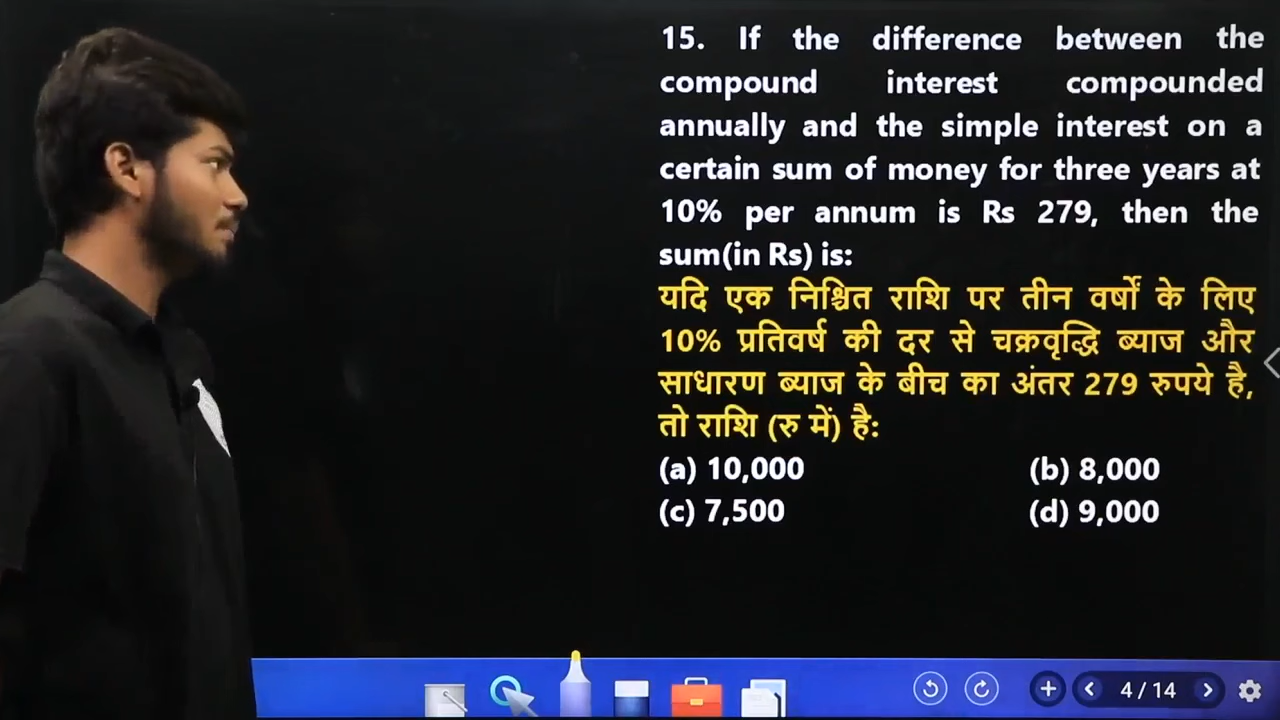 15. If the difference between the
compound interest compounded
annually and the simple interest on a
certain sum of money for three years at
10% per annum is Rs 279, then the
sum(in Rs) is:
यदि एक निश्चित राशि पर तीन वर्षों के लिए
10% प्रतिवर्ष की दर से चक्रवृद्धि ब्याज और
साधारण ब्याज के बीच का अंतर 279 रुपये है,
तो राशि (रु में) है:
(a) 10,000 (b) 8,000
(c) 7,500 (d) 9,000
4 / 14